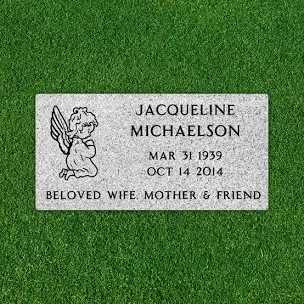 JACQUELINE
MICHAELSON
MAR 31 1939
OCT 14 2014
BELOVED WIFE, MOTHER & FRIEND